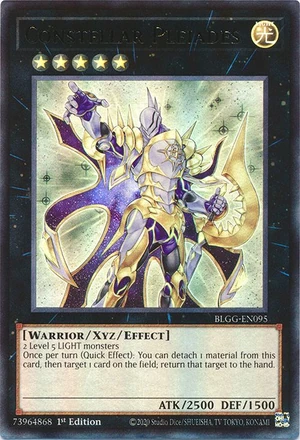 CONSTELLAR PLEIADES
BLGG-EN095
[WARRIOR/XYZ/EFFECT]
2 Level 5 LIGHT monsters
Once per turn (Quick Effect): You can detach 1 material from this
card, then target 1 card on the field; return that target to the hand.
ATK/2500 DEF/1500
73964868 1st Edition ©2020 Studio Dice/SHUEISHA, TV TOKYO, KONAMI